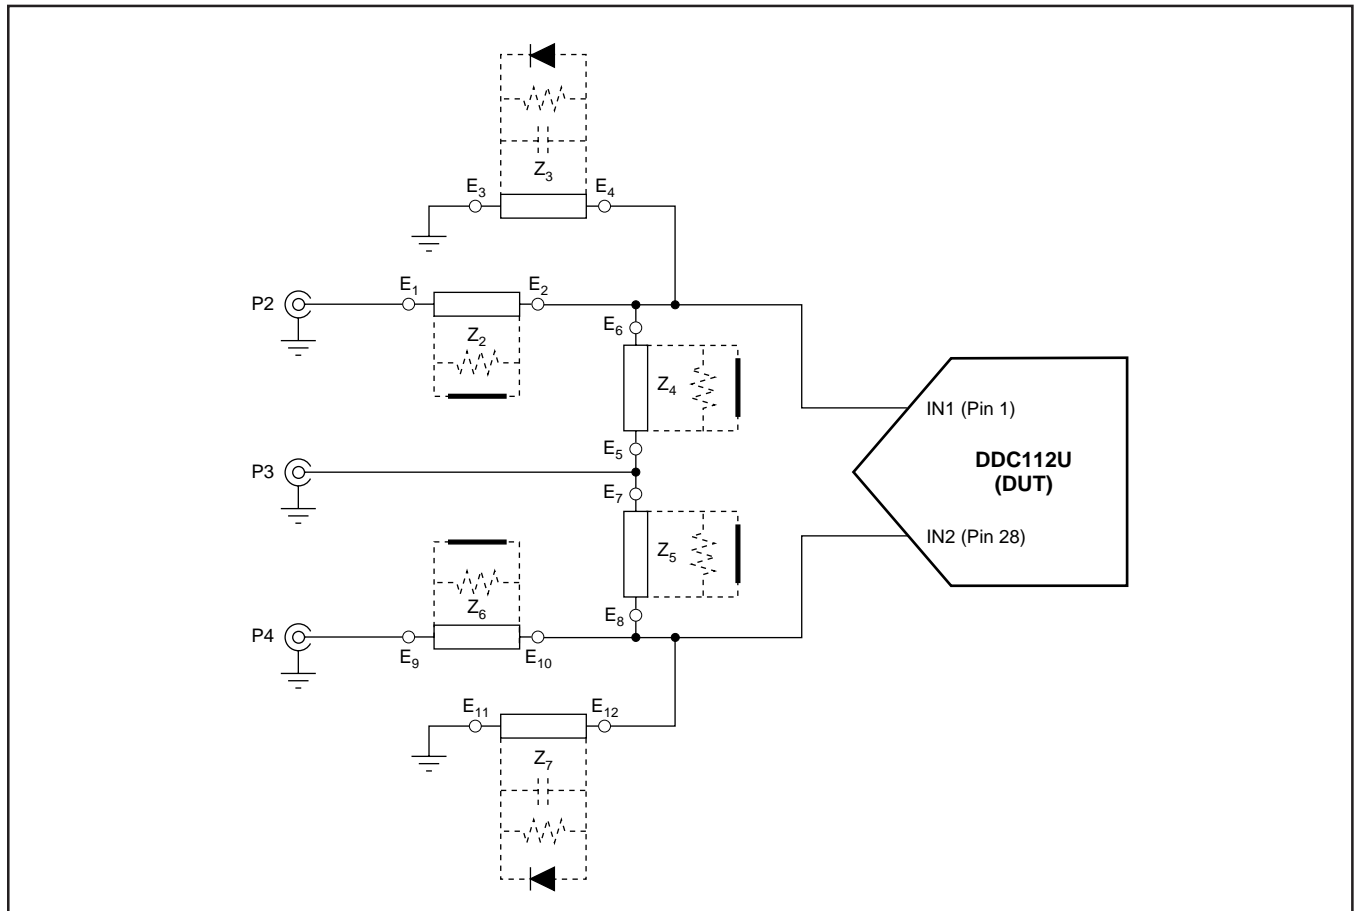 Z3
E3
E4
P2
E1
E2
Z2
E6
Z4
IN1 (Pin 1)
E5
P3
DDC112U
(DUT)
E7
Z5
IN2 (Pin 28)
Z6
E8
P4
E9
E10
E11
E12
Z7